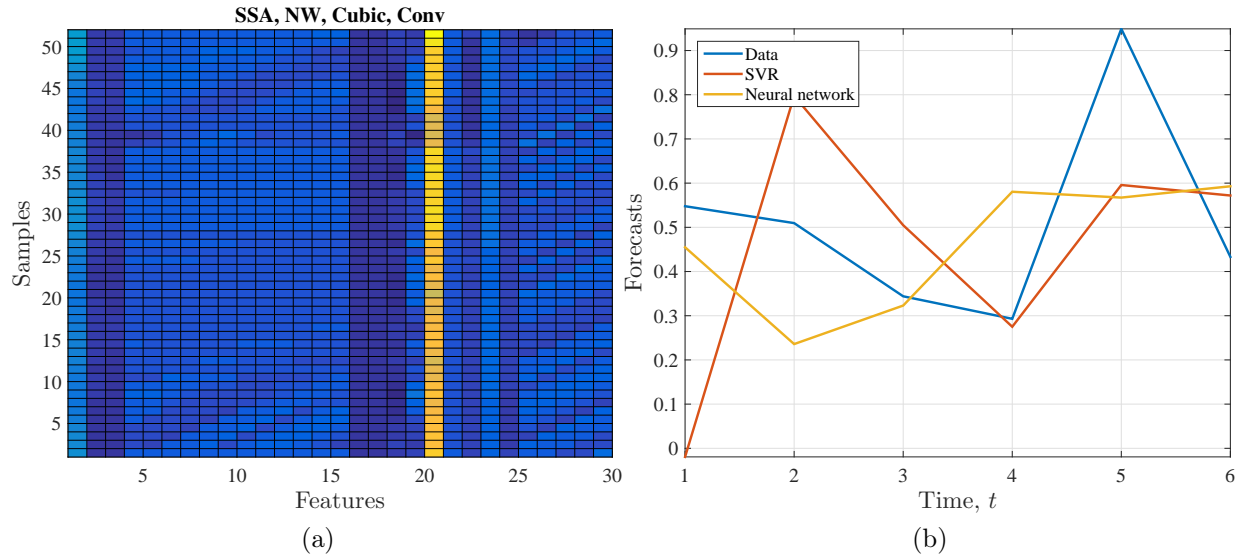 SSA, NW, Cubic, Conv
50
45
40
35
30
25
20
15
10
5
Samples
5 10 15 20 25 30
Features
(a)
Data
SVR
Neural network
0.9
0.8
0.7
0.6
0.5
0.4
0.3
0.2
0.1
0
Forecasts
1 2 3 4 5 6
Time, t
(b)